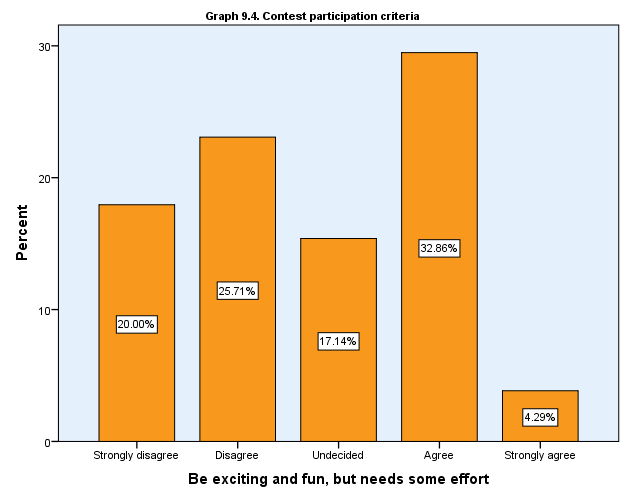 Graph 9.4. Contest participation criteria
Percent
30
20
10
0
20.00%
25.71%
17.14%
32.86%
4.29%
Strongly disagree
Disagree
Undecided
Agree
Strongly agree
Be exciting and fun, but needs some effort